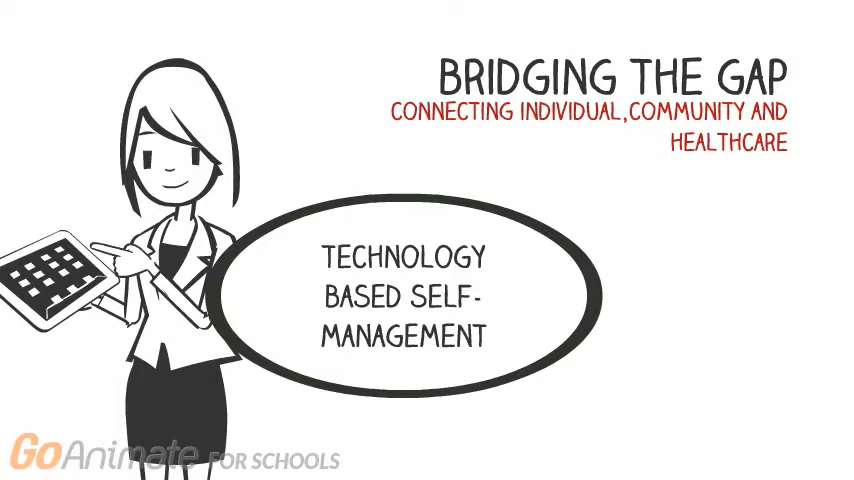 BRIDGING THE GAP
CONNECTING INDIVIDUAL,COMMUNITY AND
HEALTHCARE
TECHNOLOGY
BASED SELF-
MANAGEMENT
GoAnimate FOR SCHOOLS